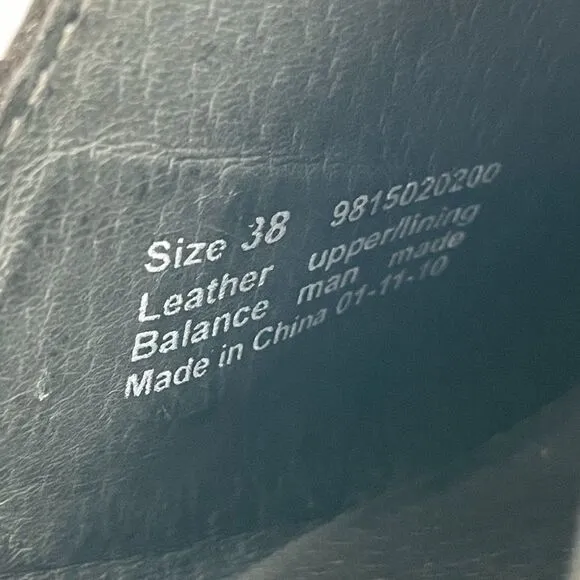 Size 38 9815020200
Leather upper/lining
Balance man made
Made in China 01-11-10